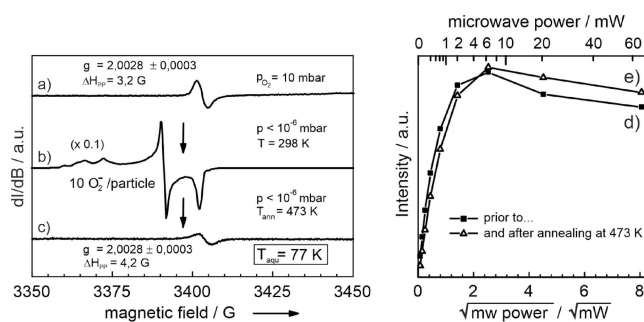 g = 2,0028 ± 0,0003
ΔH_PP = 3,2 G
p_O₂ = 10 mbar
a)
(x 0.1)
p < 10⁻⁶ mbar
T = 298 K
b)
10 O₂⁻ /particle
p < 10⁻⁶ mbar
T_ann = 473 K
c)
g = 2,0028 ± 0,0003
ΔH_PP = 4,2 G
T_aqu = 77 K
dI/dB / a.u.
3350 3375 3400 3425 3450
magnetic field / G
microwave power / mW
0 1 2 4 6 10 20 40 60
e)
d)
Intensity / a.u.
prior to...
and after annealing at 473 K
0 2 4 6 8
√mw power / √mW